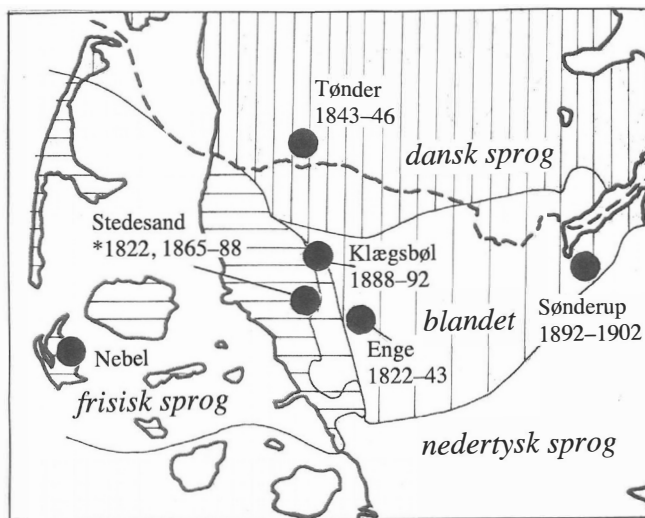 Tønder
1843–46
dansk sprog
Stedesand
*1822, 1865–88
Klægsbøl
1888–92
blandet
Sønderup
1892–1902
Enge
1822–43
Nebel
frisisk sprog
nedertysk sprog